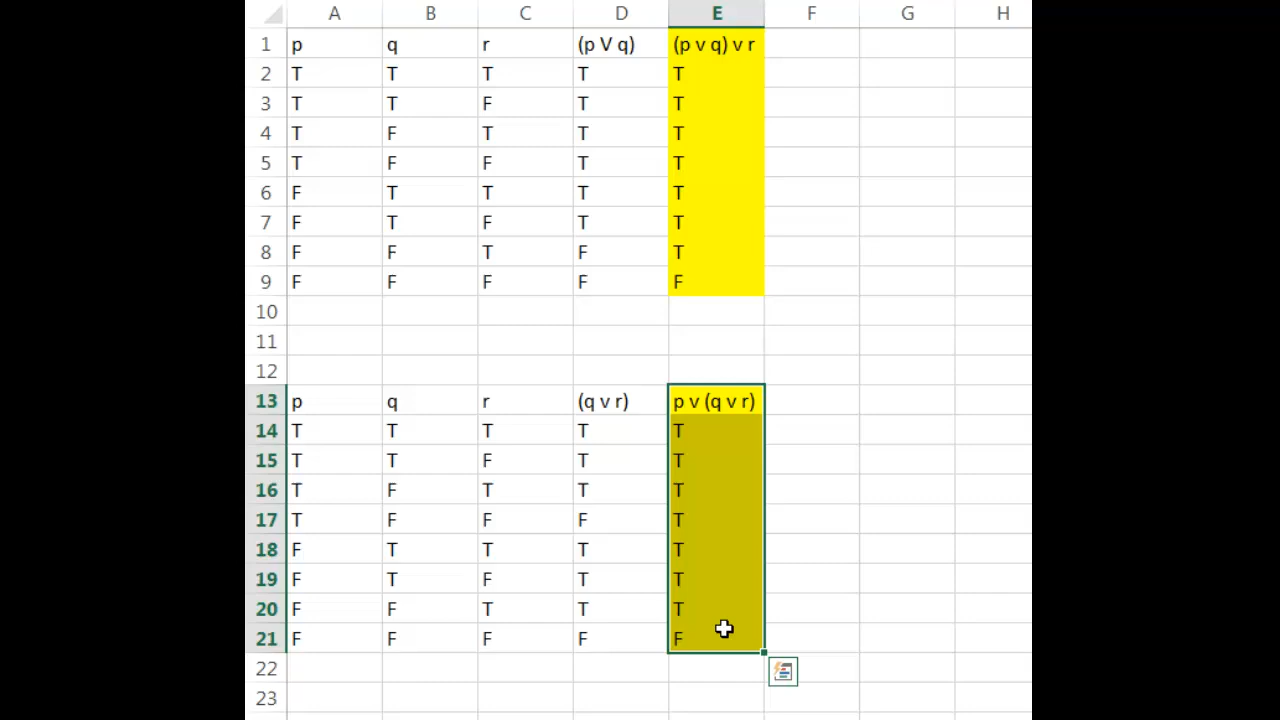 A B C D E F G H
1 p q r (p V q) (p v q) v r
2 T T T T T
3 T T F T T
4 T F T T T
5 T F F T T
6 F T T T T
7 F T F T T
8 F F T F T
9 F F F F F
10
11
12
13 p q r (q v r) p v (q v r)
14 T T T T T
15 T T F T T
16 T F T T T
17 T F F F T
18 F T T T T
19 F T F T T
20 F F T T T
21 F F F F F
22
23